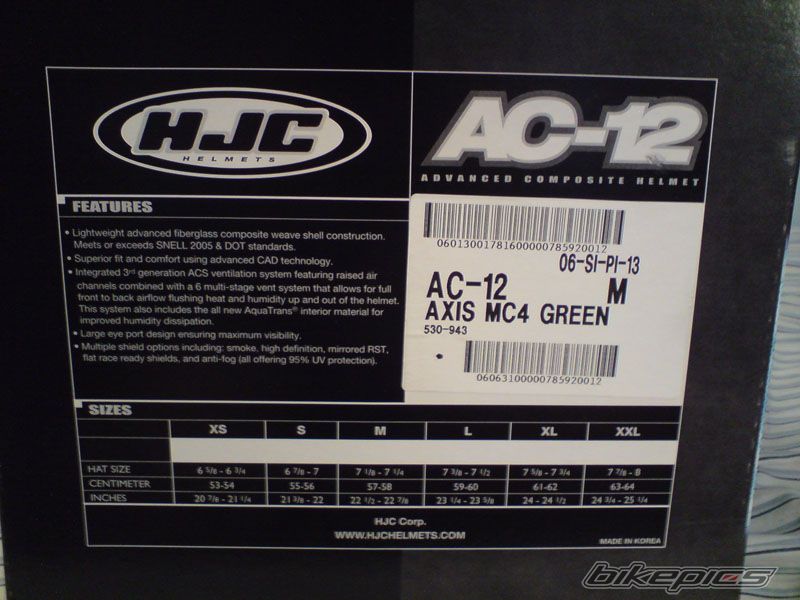 HJC
HELMETS
AC-12
ADVANCED COMPOSITE HELMET
FEATURES
• Lightweight advanced fiberglass composite weave shell construction.
Meets or exceeds SNELL 2005 & DOT standards.
• Superior fit and comfort using advanced CAD technology.
• Integrated 3rd generation ACS ventilation system featuring raised air
channels combined with a 6 multi-stage vent system that allows for full
front to back airflow flushing heat and humidity up and out of the helmet.
This system also includes the all new AquaTrans® interior material for
improved humidity dissipation.
• Large eye port design ensuring maximum visibility.
• Multiple shield options including: smoke, high definition, mirrored RST,
flat race ready shields, and anti-fog (all offering 95% UV protection).
06013001781600000785920012
06-SI-PI-13
AC-12 M
AXIS MC4 GREEN
530-943
06063100000785920012
SIZES
XS S M L XL XXL
HAT SIZE 6 5/8 - 6 3/4 6 7/8 - 7 7 1/8 - 7 1/4 7 3/8 - 7 1/2 7 5/8 - 7 3/4 7 7/8 - 8
CENTIMETER 53-54 55-56 57-58 59-60 61-62 63-64
INCHES 20 7/8 - 21 1/4 21 3/8 - 22 22 1/2 - 22 7/8 23 1/4 - 23 5/8 24 - 24 1/2 24 3/4 - 25 1/4
HJC Corp.
WWW.HJCHELMETS.COM
MADE IN KOREA
bikepics